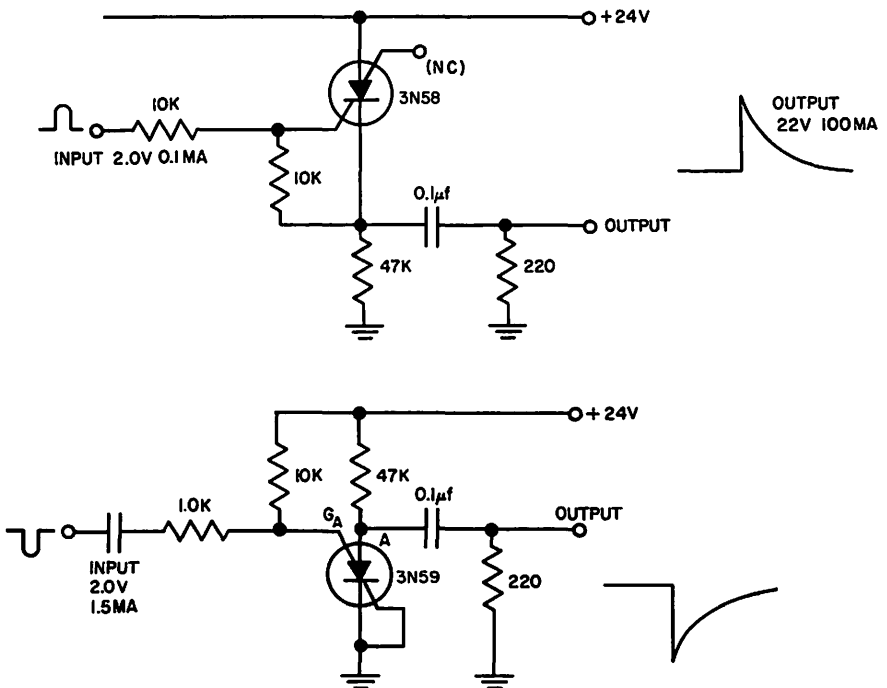 +24V
(NC)
3N58
10K
INPUT 2.0V 0.1MA
10K
OUTPUT
22V 100MA
0.1µf
OUTPUT
47K
220
+24V
10K
47K
1.0K
0.1µf
GA
A
OUTPUT
INPUT
2.0V
1.5MA
3N59
220